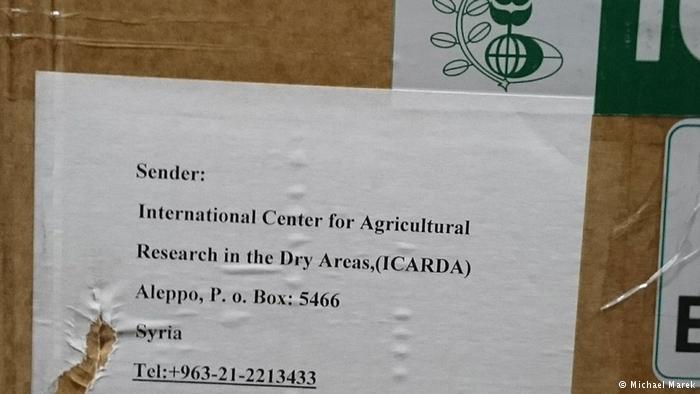 Sender:
International Center for Agricultural
Research in the Dry Areas,(ICARDA)
Aleppo, P. o. Box: 5466
Syria
Tel:+963-21-2213433
© Michael Marek